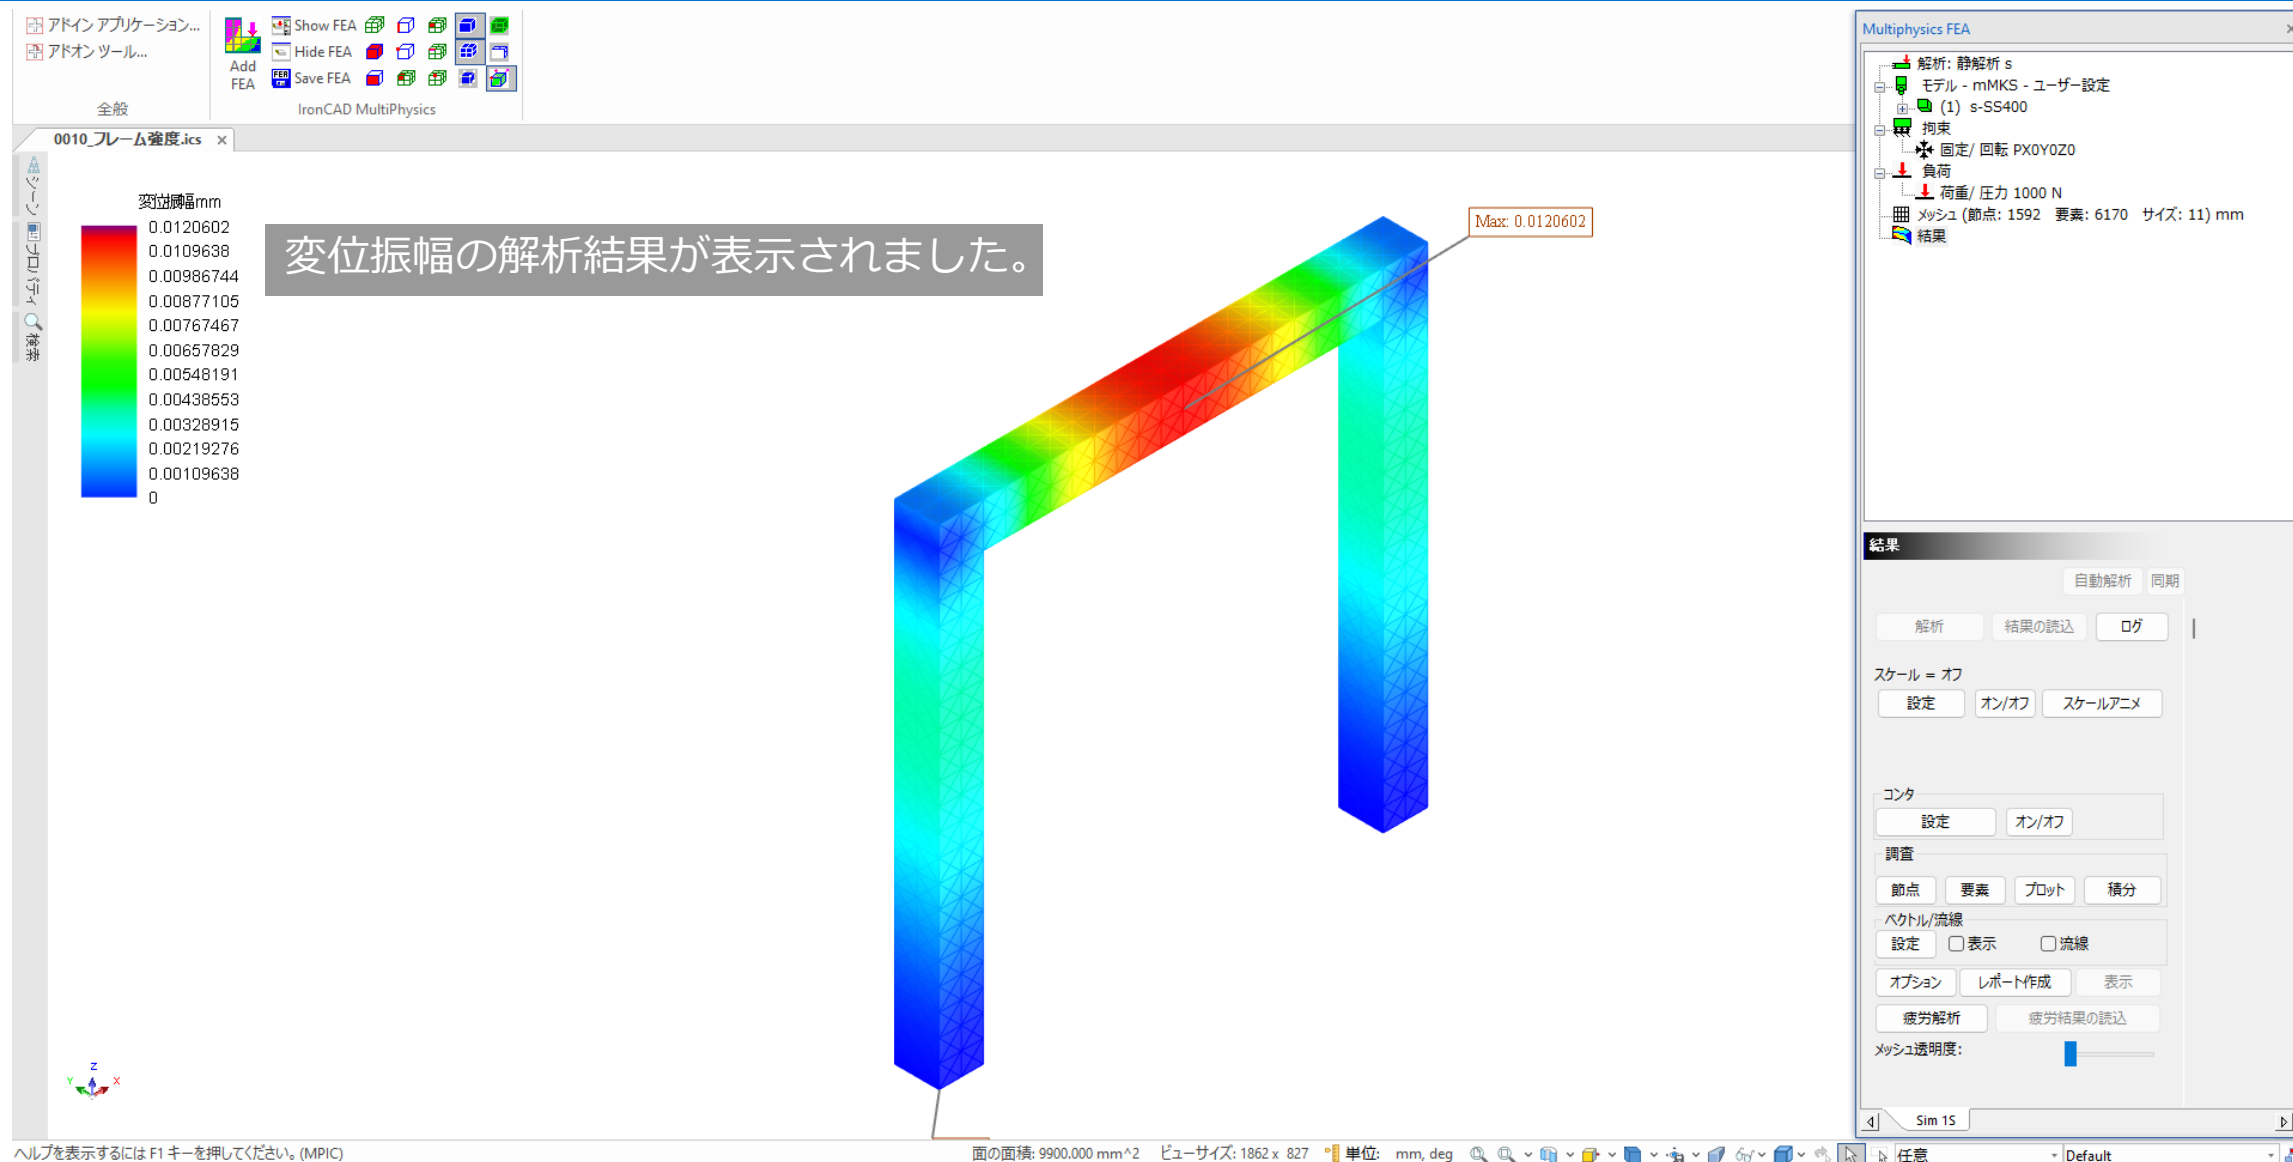 アドイン アプリケーション...
アドオン ツール...
全般
Add
FEA
Show FEA
Hide FEA
Save FEA
IronCAD MultiPhysics
0010_フレーム強度.ics
シーン
プロパティ
検索
変位振幅mm
0.0120602
0.0109638
0.00986744
0.00877105
0.00767467
0.00657829
0.00548191
0.00438553
0.00328915
0.00219276
0.00109638
0
変位振幅の解析結果が表示されました。
Max: 0.0120602
Z
Y
X
Multiphysics FEA
解析: 静解析 s
モデル - mMKS - ユーザー設定
(1) s-SS400
拘束
固定/ 回転 PX0Y0Z0
負荷
荷重/ 圧力 1000 N
メッシュ (節点: 1592 要素: 6170 サイズ: 11) mm
結果
結果
自動解析 同期
解析 結果の読込 ログ
スケール = オフ
設定 オン/オフ スケールアニメ
コンタ
設定 オン/オフ
調査
節点 要素 プロット 積分
ベクトル/流線
設定 表示 流線
オプション レポート作成 表示
疲労解析 疲労結果の読込
メッシュ透明度:
Sim 1S
ヘルプを表示するには F1 キーを押してください。(MPIC)
面の面積: 9900.000 mm^2 ビューサイズ: 1862 x 827 単位: mm, deg 任意 Default